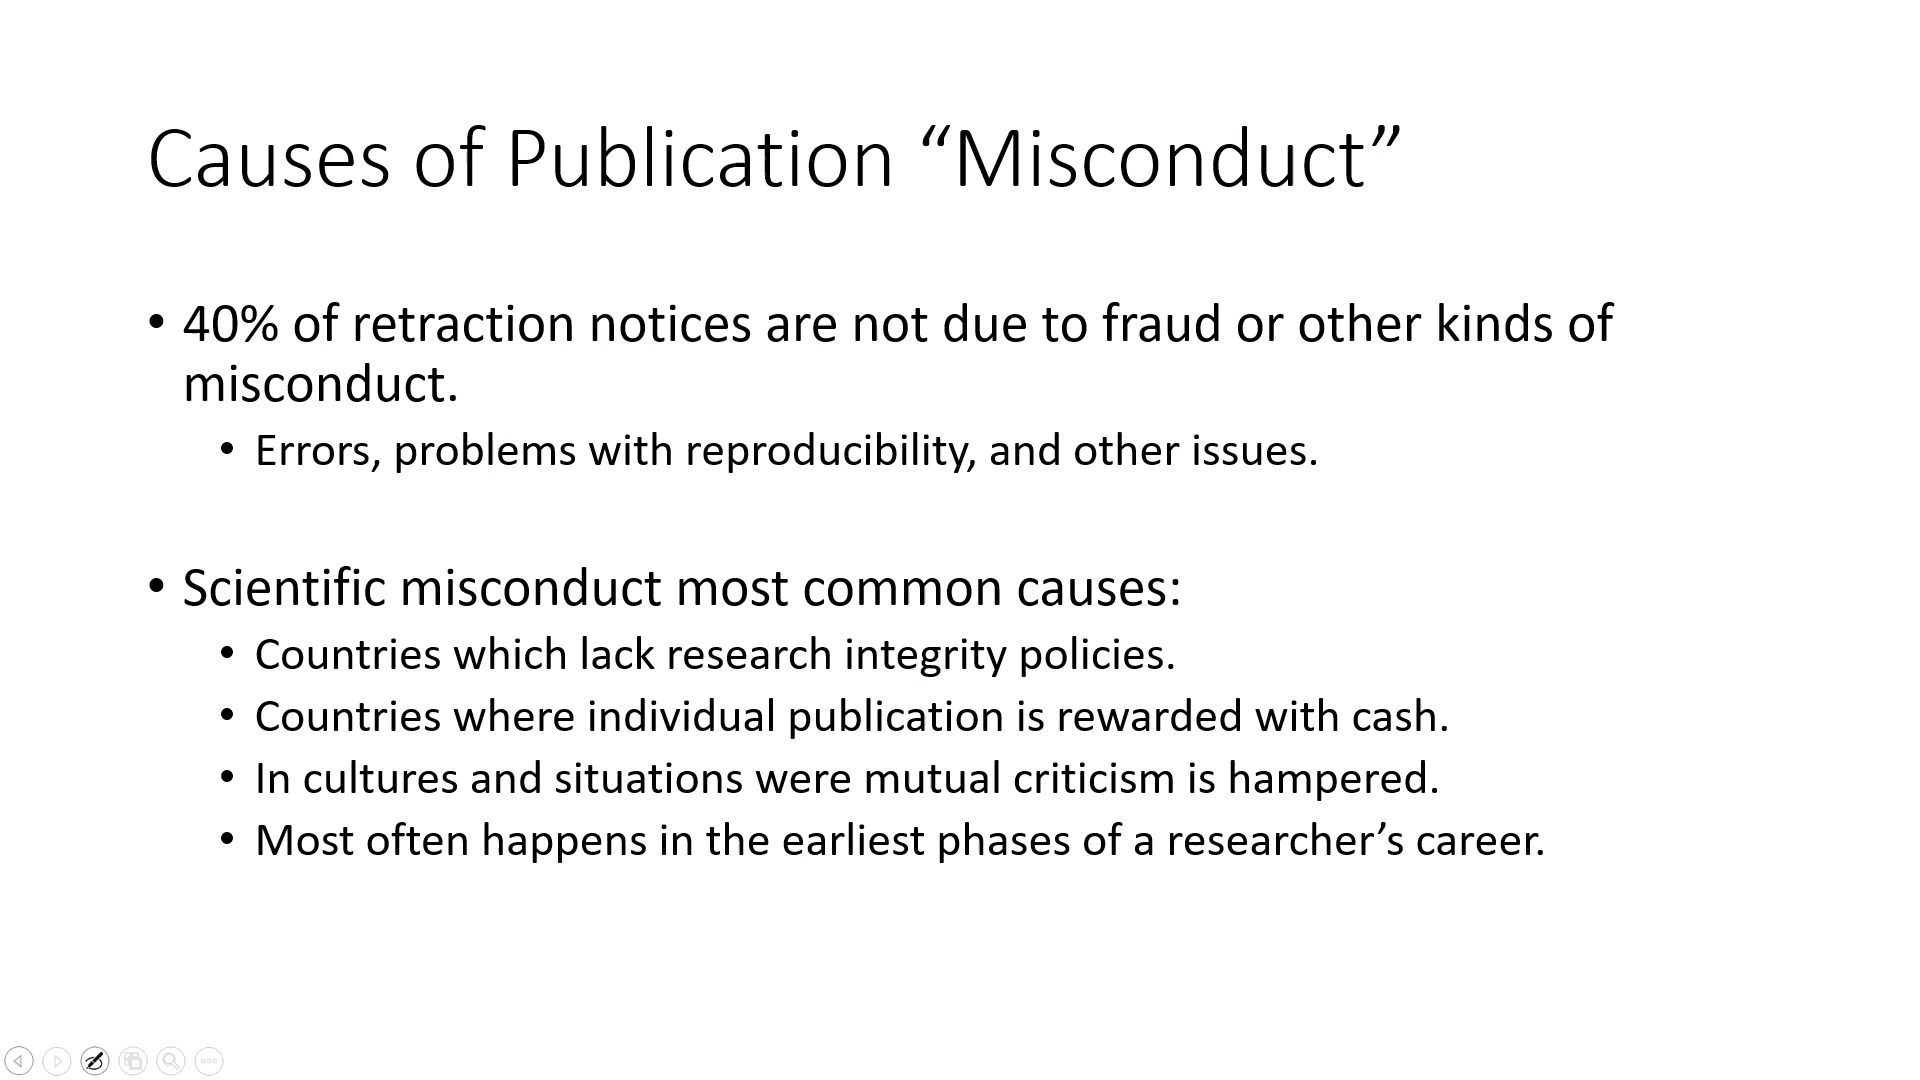 Causes of Publication “Misconduct”
• 40% of retraction notices are not due to fraud or other kinds of
misconduct.
• Errors, problems with reproducibility, and other issues.
• Scientific misconduct most common causes:
• Countries which lack research integrity policies.
• Countries where individual publication is rewarded with cash.
• In cultures and situations were mutual criticism is hampered.
• Most often happens in the earliest phases of a researcher’s career.